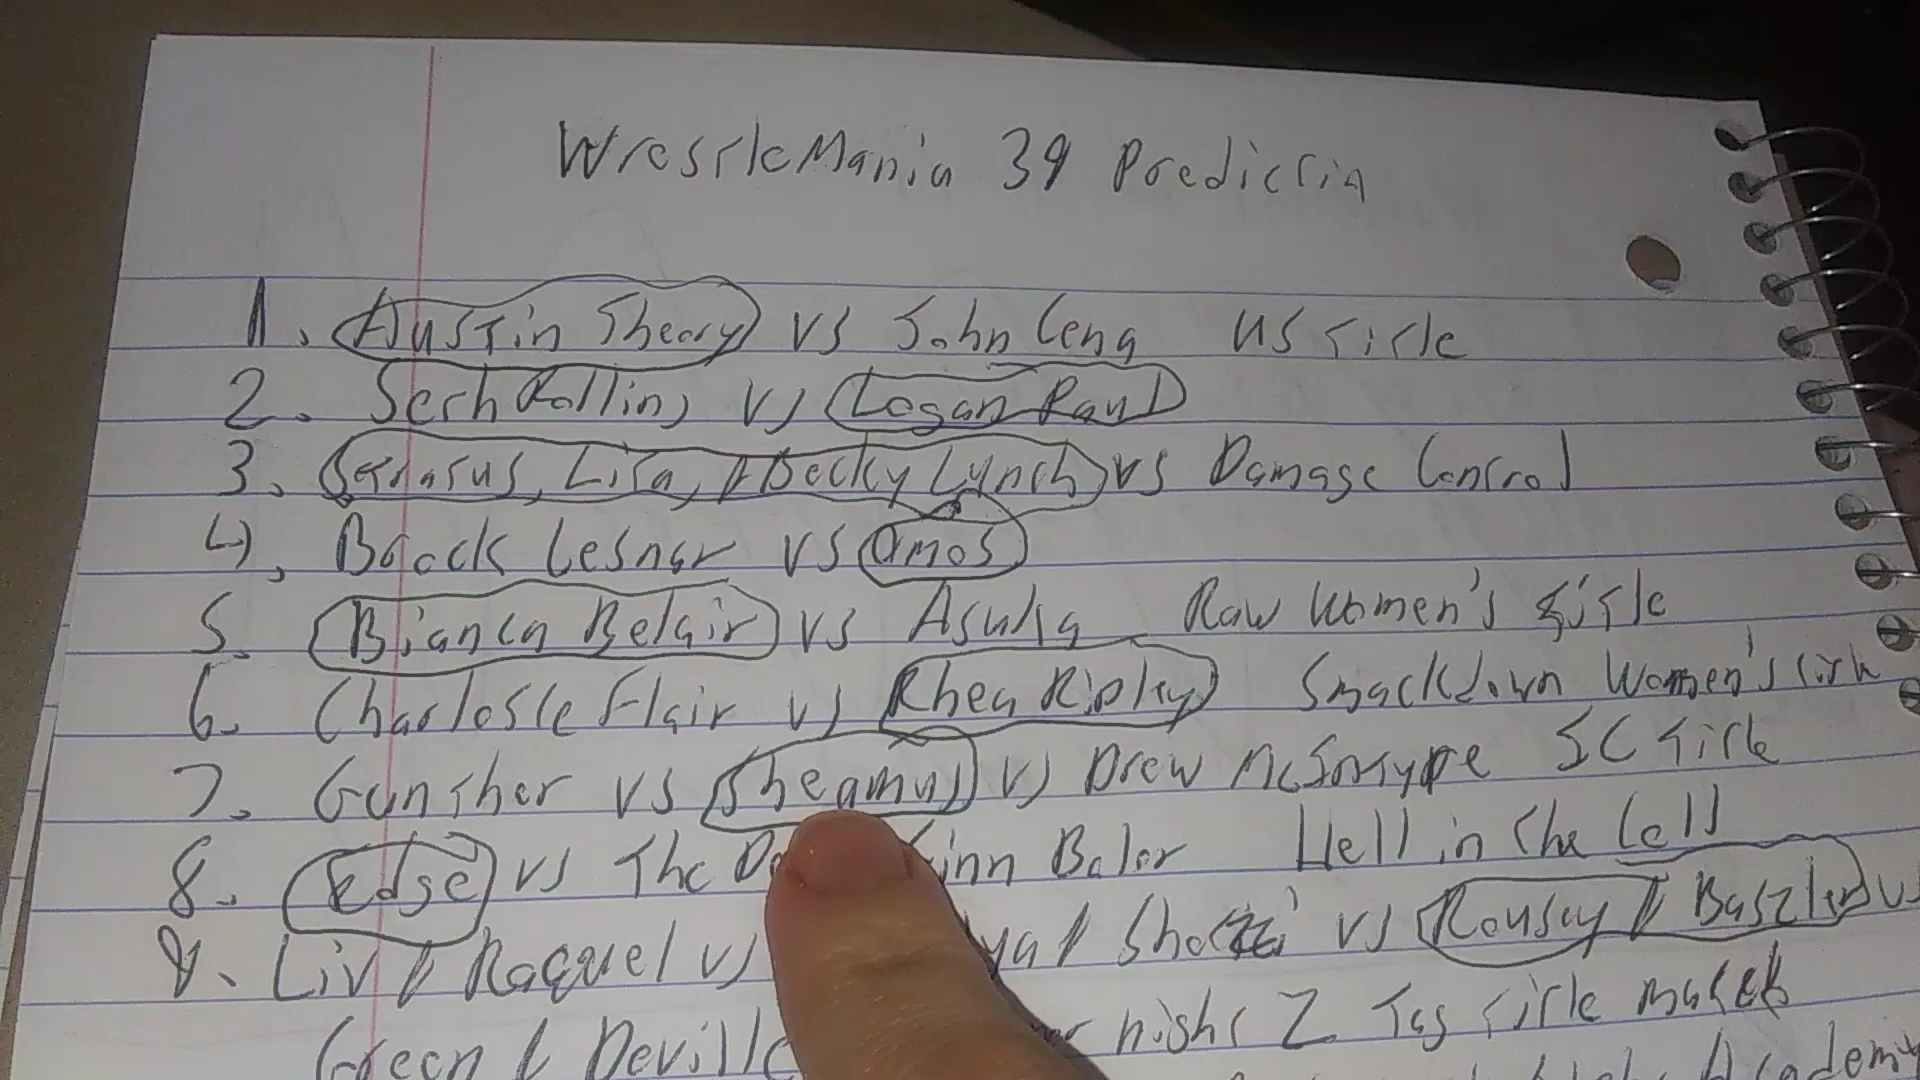 WrestleMania 39 Prediction
1. Austin Theory vs John Cena US Title
2. Seth Rollins vs Logan Paul
3. Stratus, Lita, & Becky Lynch vs Damage Control
4, Brock Lesnar vs Omos
5. Bianca Belair vs Asuka Raw Women's Title
6. Charlotte Flair vs Rhea Ripley Smackdown Women's title
7. Gunther vs Sheamus vs Drew McIntyre IC Title
8. Edge vs The Finn Balor Hell in the Cell
9. Liv & Raquel vs & Shotzi vs Rousey & Baszler vs
Green & Deville night 2 Tag title match
Academy